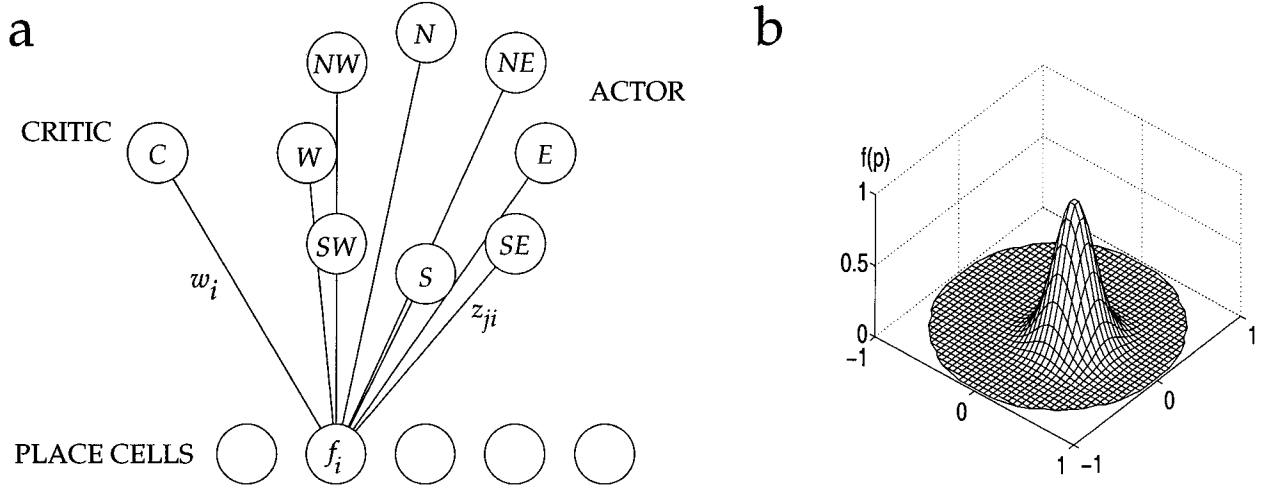 a
b
N
NW
NE
ACTOR
CRITIC
C
W
E
SW
SE
S
w_i
z_ji
PLACE CELLS f_i
f(p)
1
0.5
0
-1
0
1 -1
0
1